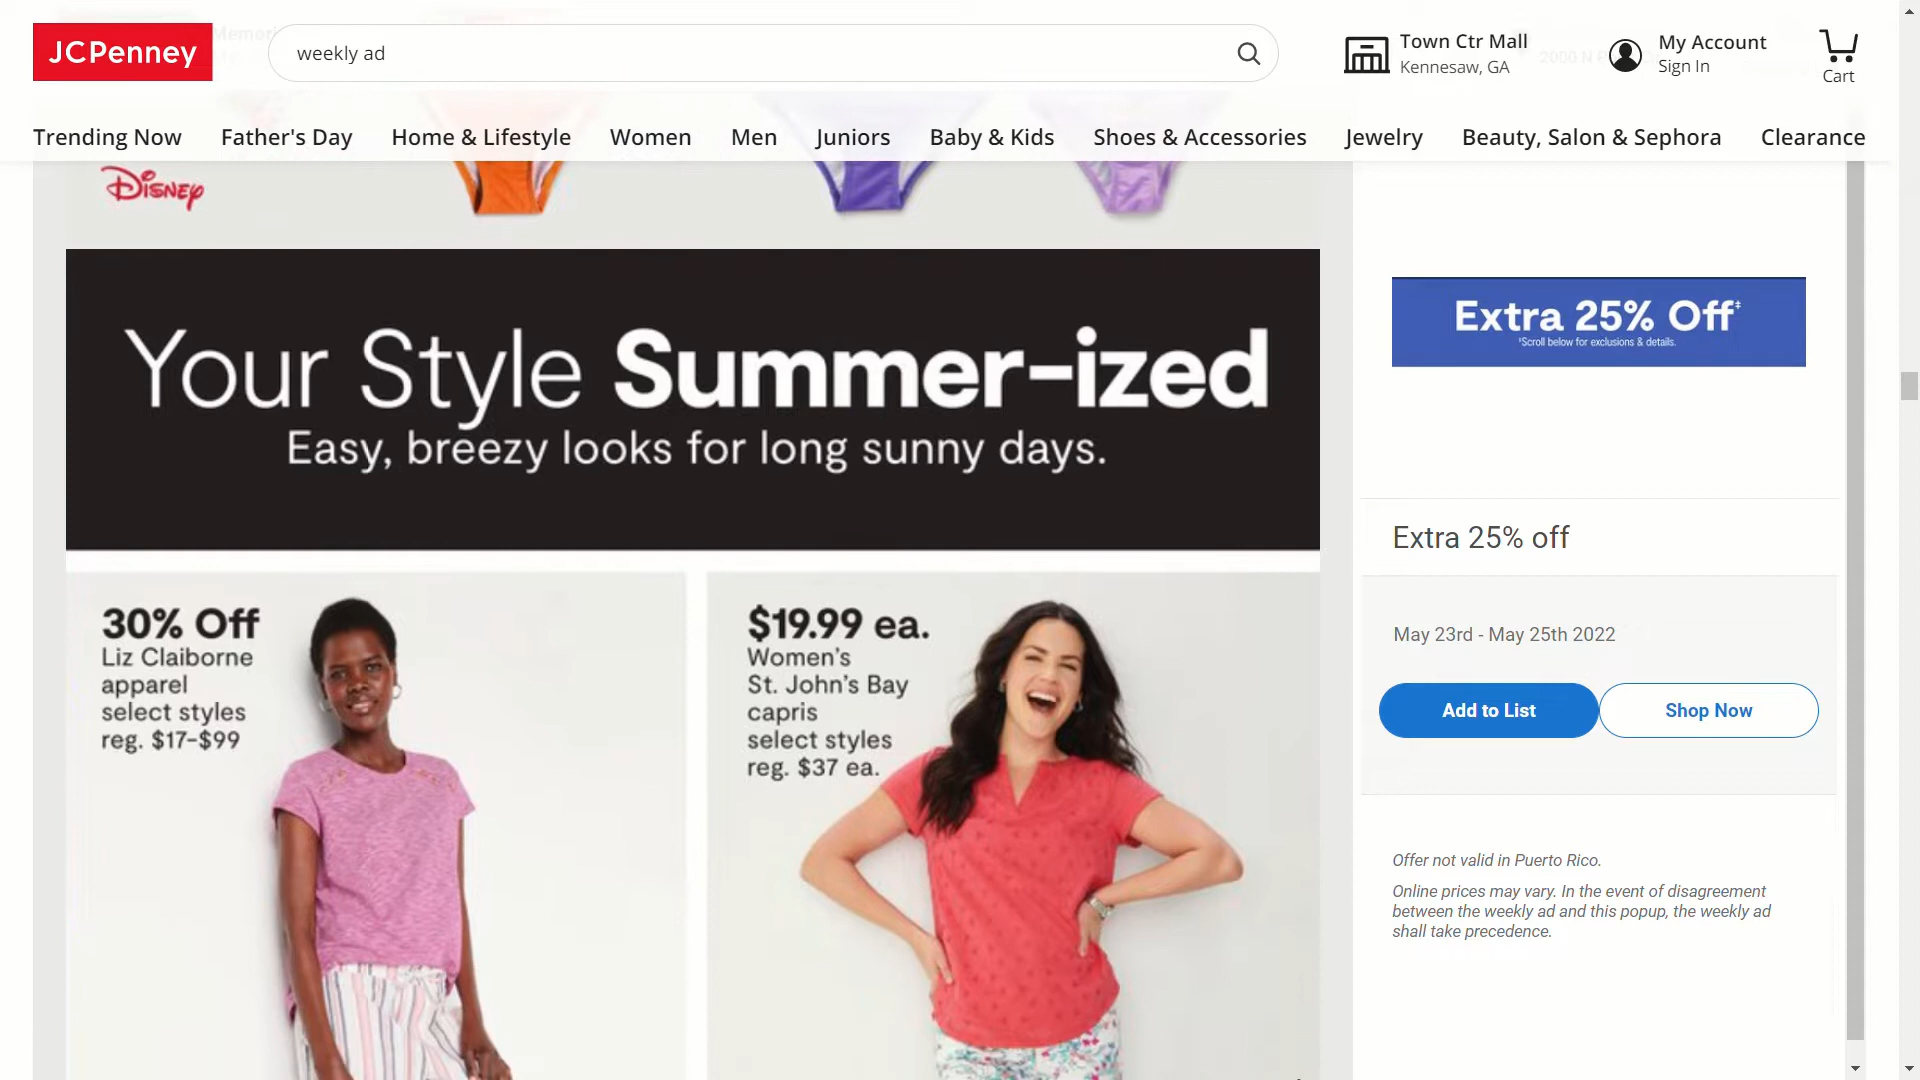 JCPenney
weekly ad
Town Ctr Mall
Kennesaw, GA
My Account
Sign In
Cart
Trending Now
Father's Day
Home & Lifestyle
Women
Men
Juniors
Baby & Kids
Shoes & Accessories
Jewelry
Beauty, Salon & Sephora
Clearance
Disney
Your Style Summer-ized
Easy, breezy looks for long sunny days.
30% Off
Liz Claiborne
apparel
select styles
reg. $17-$99
$19.99 ea.
Women's
St. John's Bay
capris
select styles
reg. $37 ea.
Extra 25% Off‡
†Scroll below for exclusions & details.
Extra 25% off
May 23rd - May 25th 2022
Add to List
Shop Now
Offer not valid in Puerto Rico.
Online prices may vary. In the event of disagreement
between the weekly ad and this popup, the weekly ad
shall take precedence.